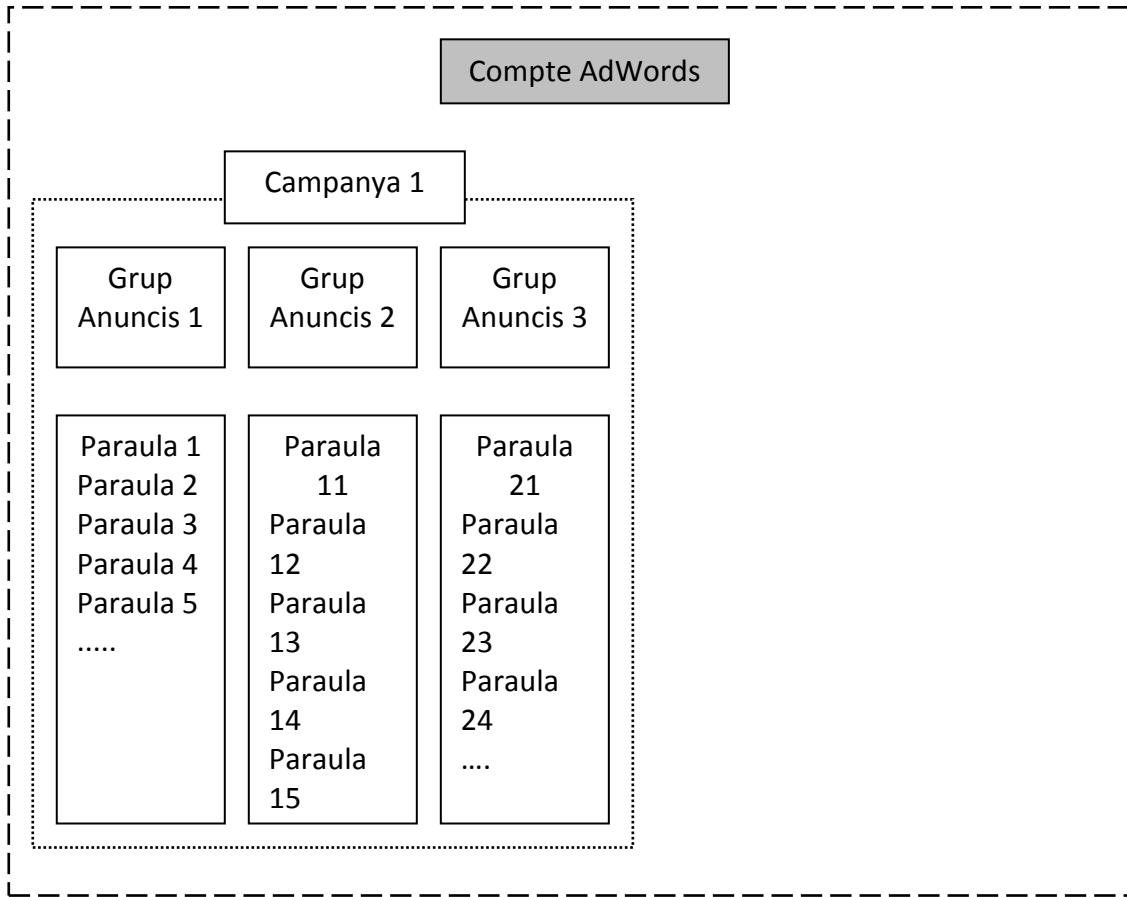 Compte AdWords
Campanya 1
Grup
Anuncis 1
Grup
Anuncis 2
Grup
Anuncis 3
Paraula 1
Paraula 2
Paraula 3
Paraula 4
Paraula 5
.....
Paraula
11
Paraula
12
Paraula
13
Paraula
14
Paraula
15
Paraula
21
Paraula
22
Paraula
23
Paraula
24
....